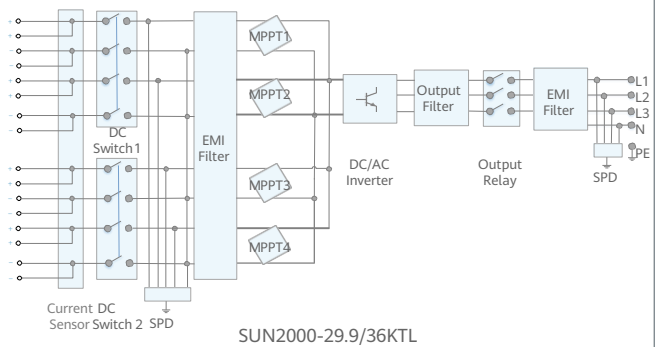 MPPT1
MPPT2
MPPT3
MPPT4
DC
Switch 1
EMI
Filter
DC/AC
Inverter
Output
Filter
Output
Relay
EMI
Filter
L1
L2
L3
N
PE
SPD
Current
Sensor
DC
Switch 2
SPD
SUN2000-29.9/36KTL